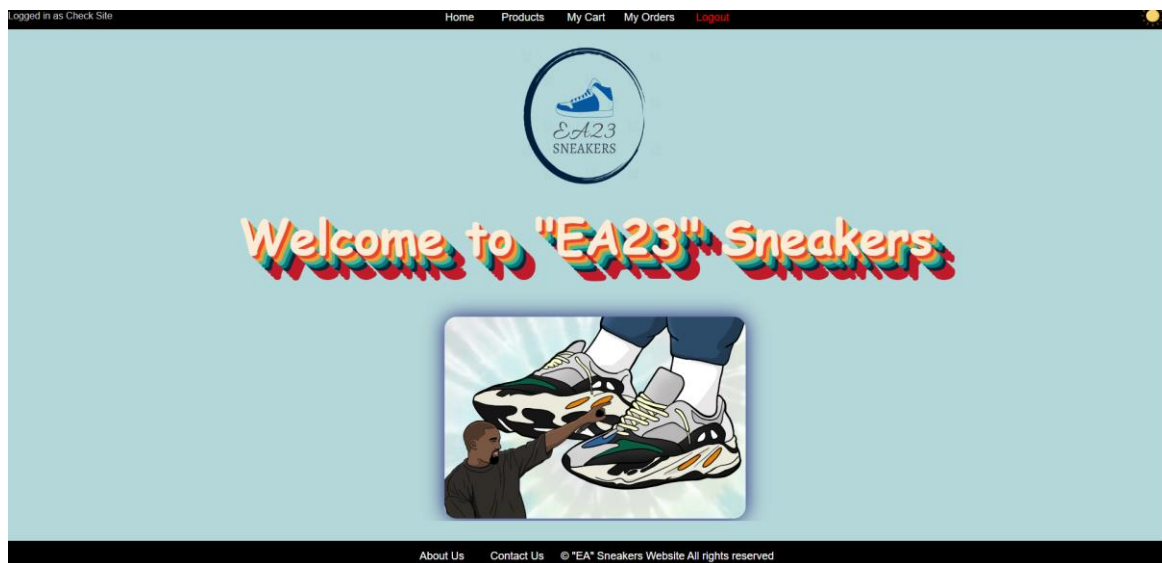 Logged in as Check Site
Home Products My Cart My Orders Logout
EA23
SNEAKERS
Welcome to "EA23" Sneakers
About Us Contact Us © "EA" Sneakers Website All rights reserved